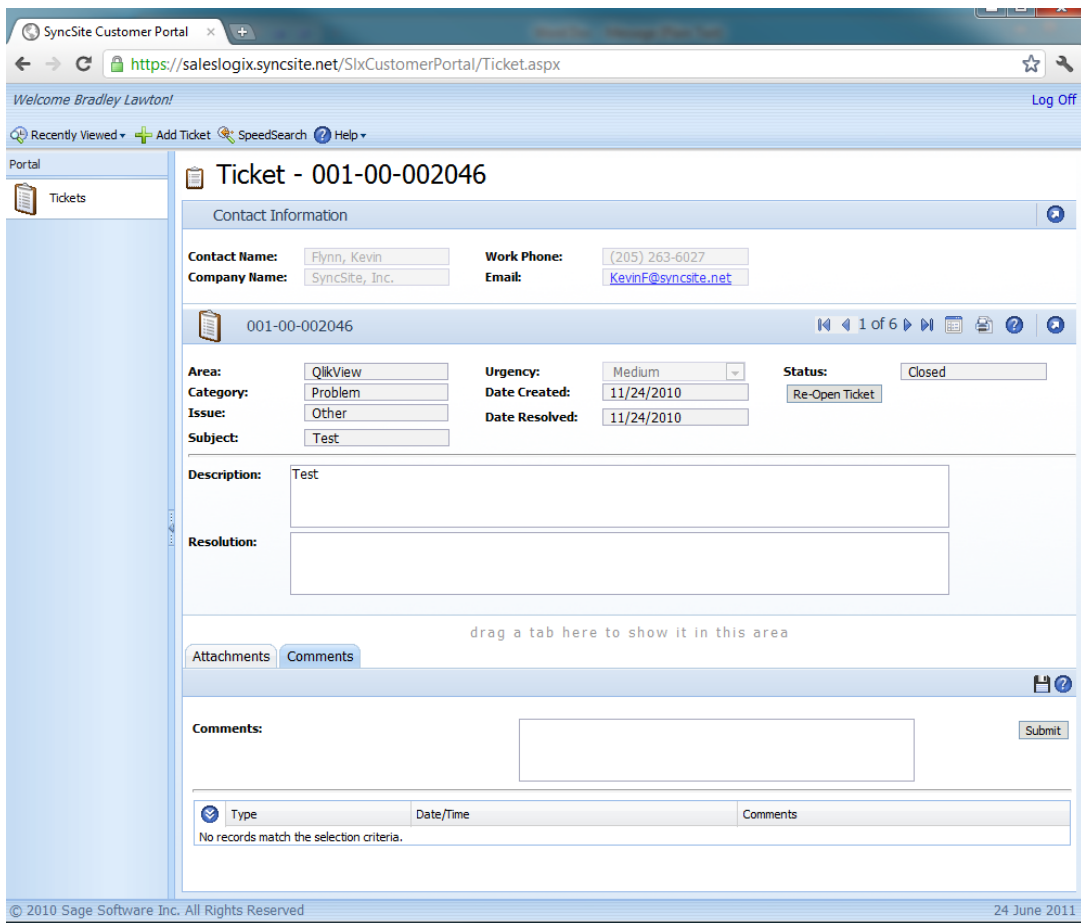 SyncSite Customer Portal
https://saleslogix.syncsite.net/SlxCustomerPortal/Ticket.aspx
Welcome Bradley Lawton! Log Off
Recently Viewed Add Ticket SpeedSearch Help
Portal
Tickets
Ticket - 001-00-002046
Contact Information
Contact Name: Flynn, Kevin Work Phone: (205) 263-6027
Company Name: SyncSite, Inc. Email: KevinF@syncsite.net
001-00-002046 1 of 6
Area: QlikView Urgency: Medium Status: Closed
Category: Problem Date Created: 11/24/2010 Re-Open Ticket
Issue: Other Date Resolved: 11/24/2010
Subject: Test
Description: Test
Resolution:
drag a tab here to show it in this area
Attachments Comments
Comments: Submit
Type Date/Time Comments
No records match the selection criteria.
© 2010 Sage Software Inc. All Rights Reserved 24 June 2011